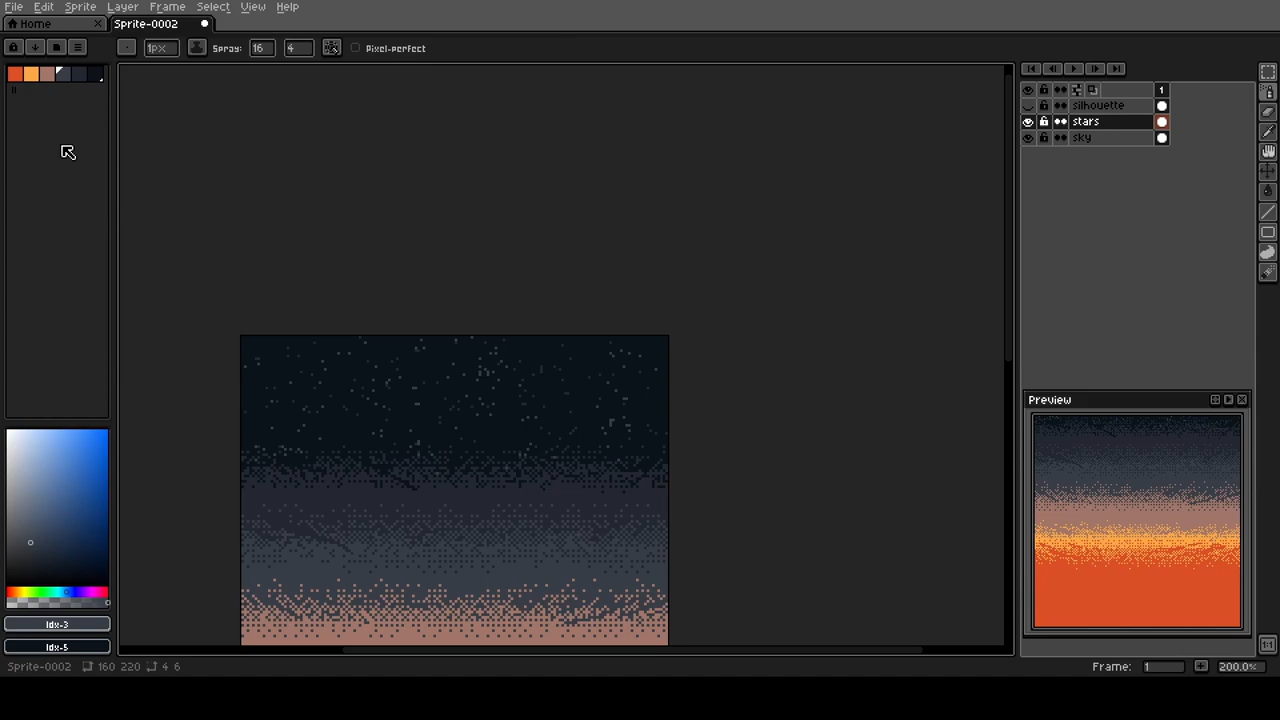 File Edit Sprite Layer Frame Select View Help
Home Sprite-0002
1px Spray: 16 4 Pixel-perfect
1
silhouette
stars
sky
Preview
Idx-3
Idx-5
Sprite-0002 160 220 4 6 Frame: 1 200.0%